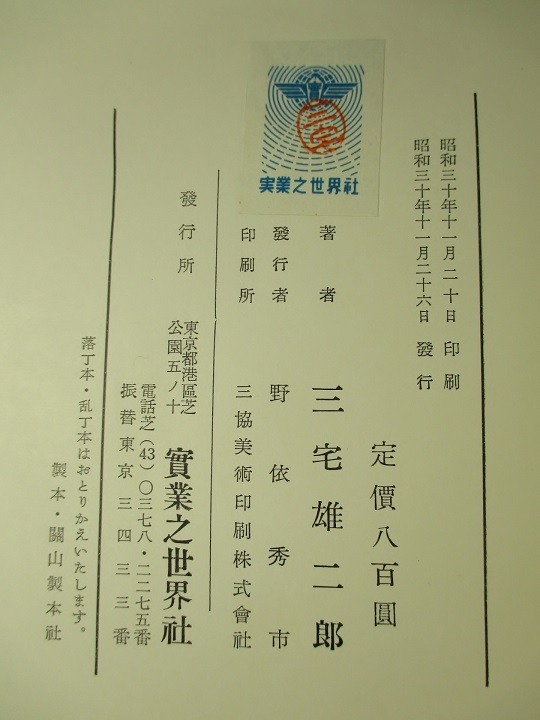 昭和三十年十一月二十日 印刷
昭和三十年十一月二十六日 發行
定價八百圓
著者 三宅雄二郎
發行者 野依秀市
印刷所 三協美術印刷株式會社
実業之世界社
發行所 東京都港區芝公園五ノ十 實業之世界社
電話芝(43)〇三七八・二二七五番
振替東京三四三三番
落丁本・乱丁本はおとりかえいたします。
製本・關山製本社